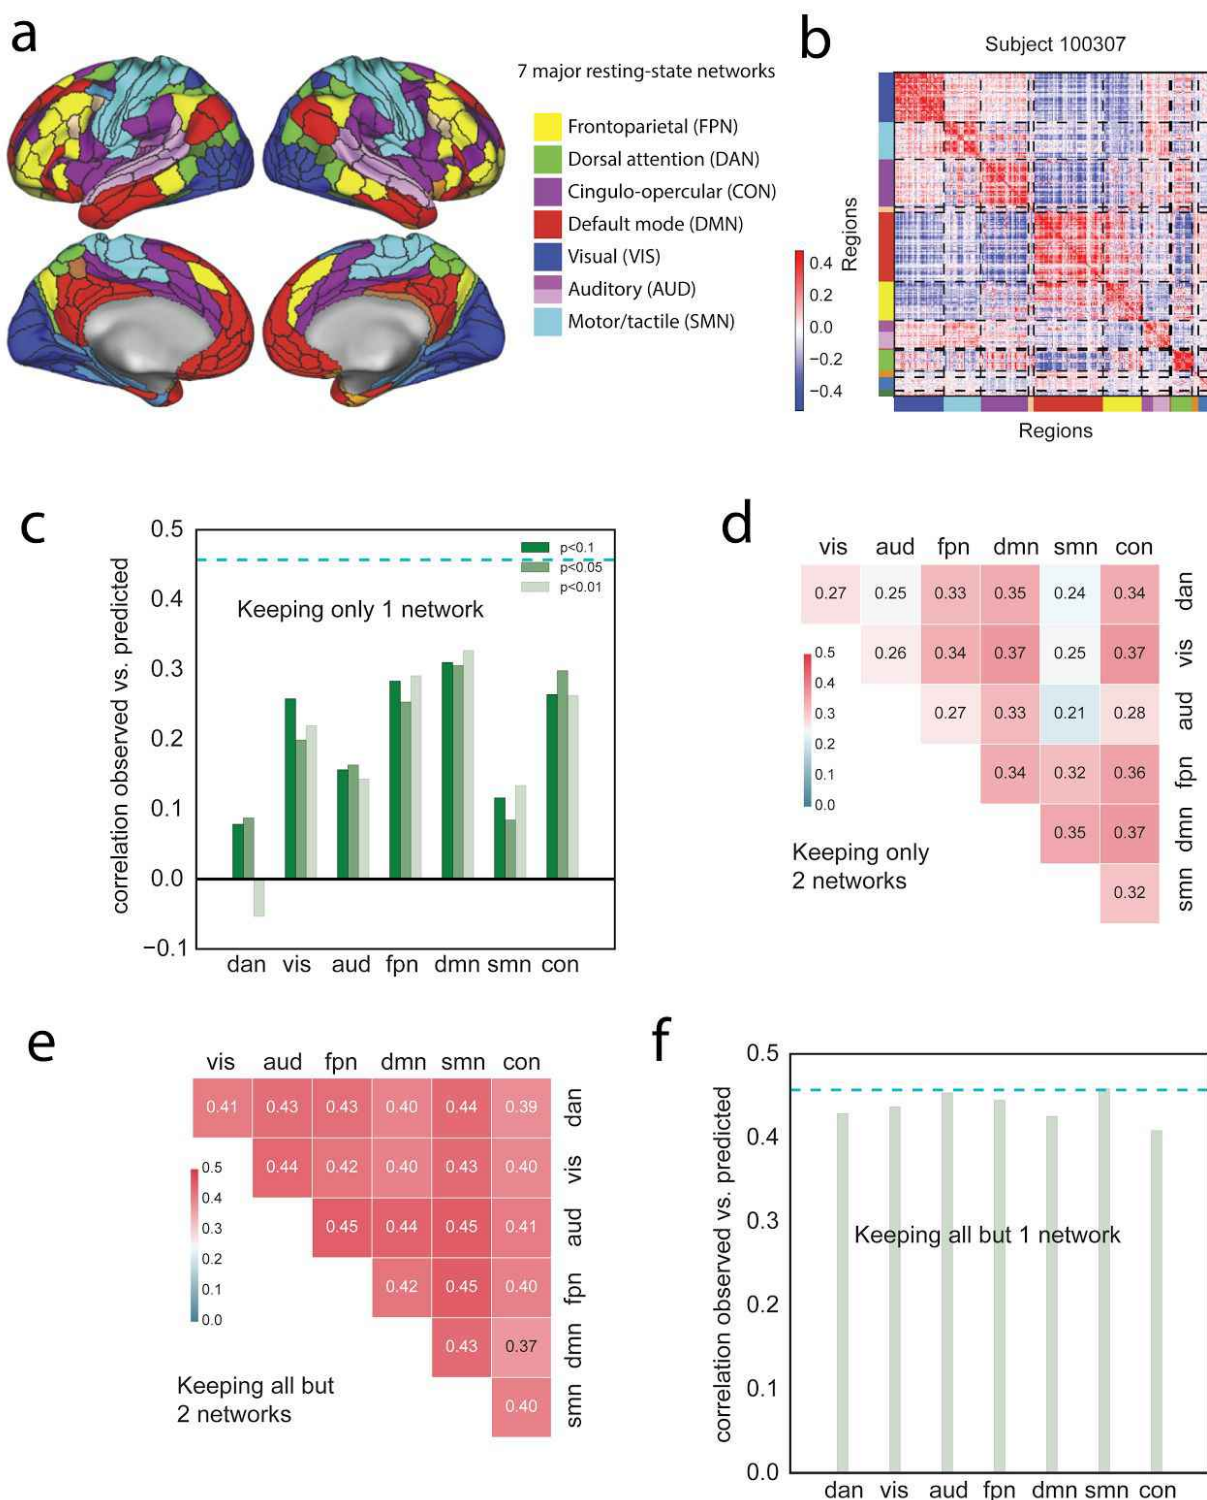 a
7 major resting-state networks
Frontoparietal (FPN)
Dorsal attention (DAN)
Cingulo-opercular (CON)
Default mode (DMN)
Visual (VIS)
Auditory (AUD)
Motor/tactile (SMN)
b
Subject 100307
Regions
0.4
0.2
0.0
−0.2
−0.4
Regions
c
correlation observed vs. predicted
0.5
0.4
0.3
0.2
0.1
0.0
−0.1
p<0.1
p<0.05
p<0.01
Keeping only 1 network
dan vis aud fpn dmn smn con
d
vis aud fpn dmn smn con
0.27 0.25 0.33 0.35 0.24 0.34 dan
0.26 0.34 0.37 0.25 0.37 vis
0.27 0.33 0.21 0.28 aud
0.34 0.32 0.36 fpn
0.35 0.37 dmn
0.32 smn
0.5
0.4
0.3
0.2
0.1
0.0
Keeping only
2 networks
e
vis aud fpn dmn smn con
0.41 0.43 0.43 0.40 0.44 0.39 dan
0.44 0.42 0.40 0.43 0.40 vis
0.45 0.44 0.45 0.41 aud
0.42 0.45 0.40 fpn
0.43 0.37 dmn
0.40 smn
0.5
0.4
0.3
0.2
0.1
0.0
Keeping all but
2 networks
f
correlation observed vs. predicted
0.5
0.4
0.3
0.2
0.1
0.0
Keeping all but 1 network
dan vis aud fpn dmn smn con